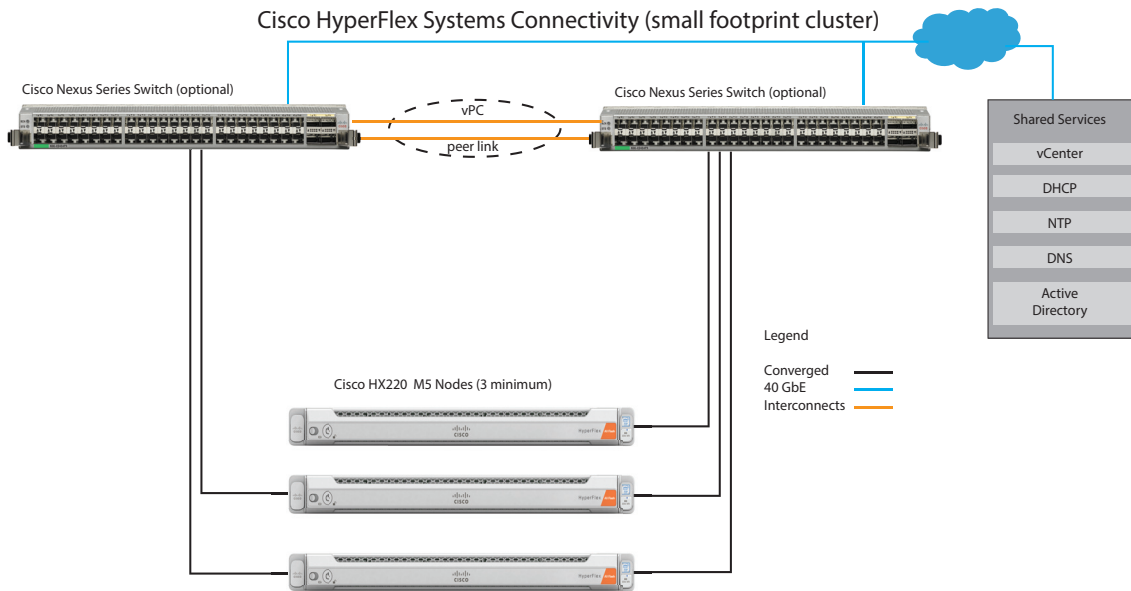 Cisco HyperFlex Systems Connectivity (small footprint cluster)
Cisco Nexus Series Switch (optional)
Cisco Nexus Series Switch (optional)
vPC
peer link
Shared Services
vCenter
DHCP
NTP
DNS
Active
Directory
Legend
Converged
40 GbE
Interconnects
Cisco HX220 M5 Nodes (3 minimum)
CISCO
HyperFlex
CISCO
HyperFlex
CISCO
HyperFlex